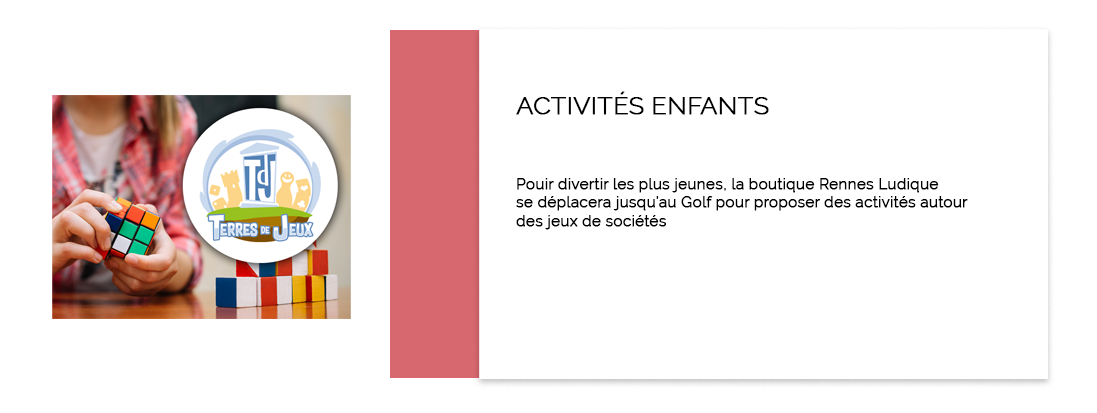 TdJ
TERRES DE JEUX
ACTIVITÉS ENFANTS
Pouir divertir les plus jeunes, la boutique Rennes Ludique
se déplacera jusqu'au Golf pour proposer des activités autour
des jeux de sociétés